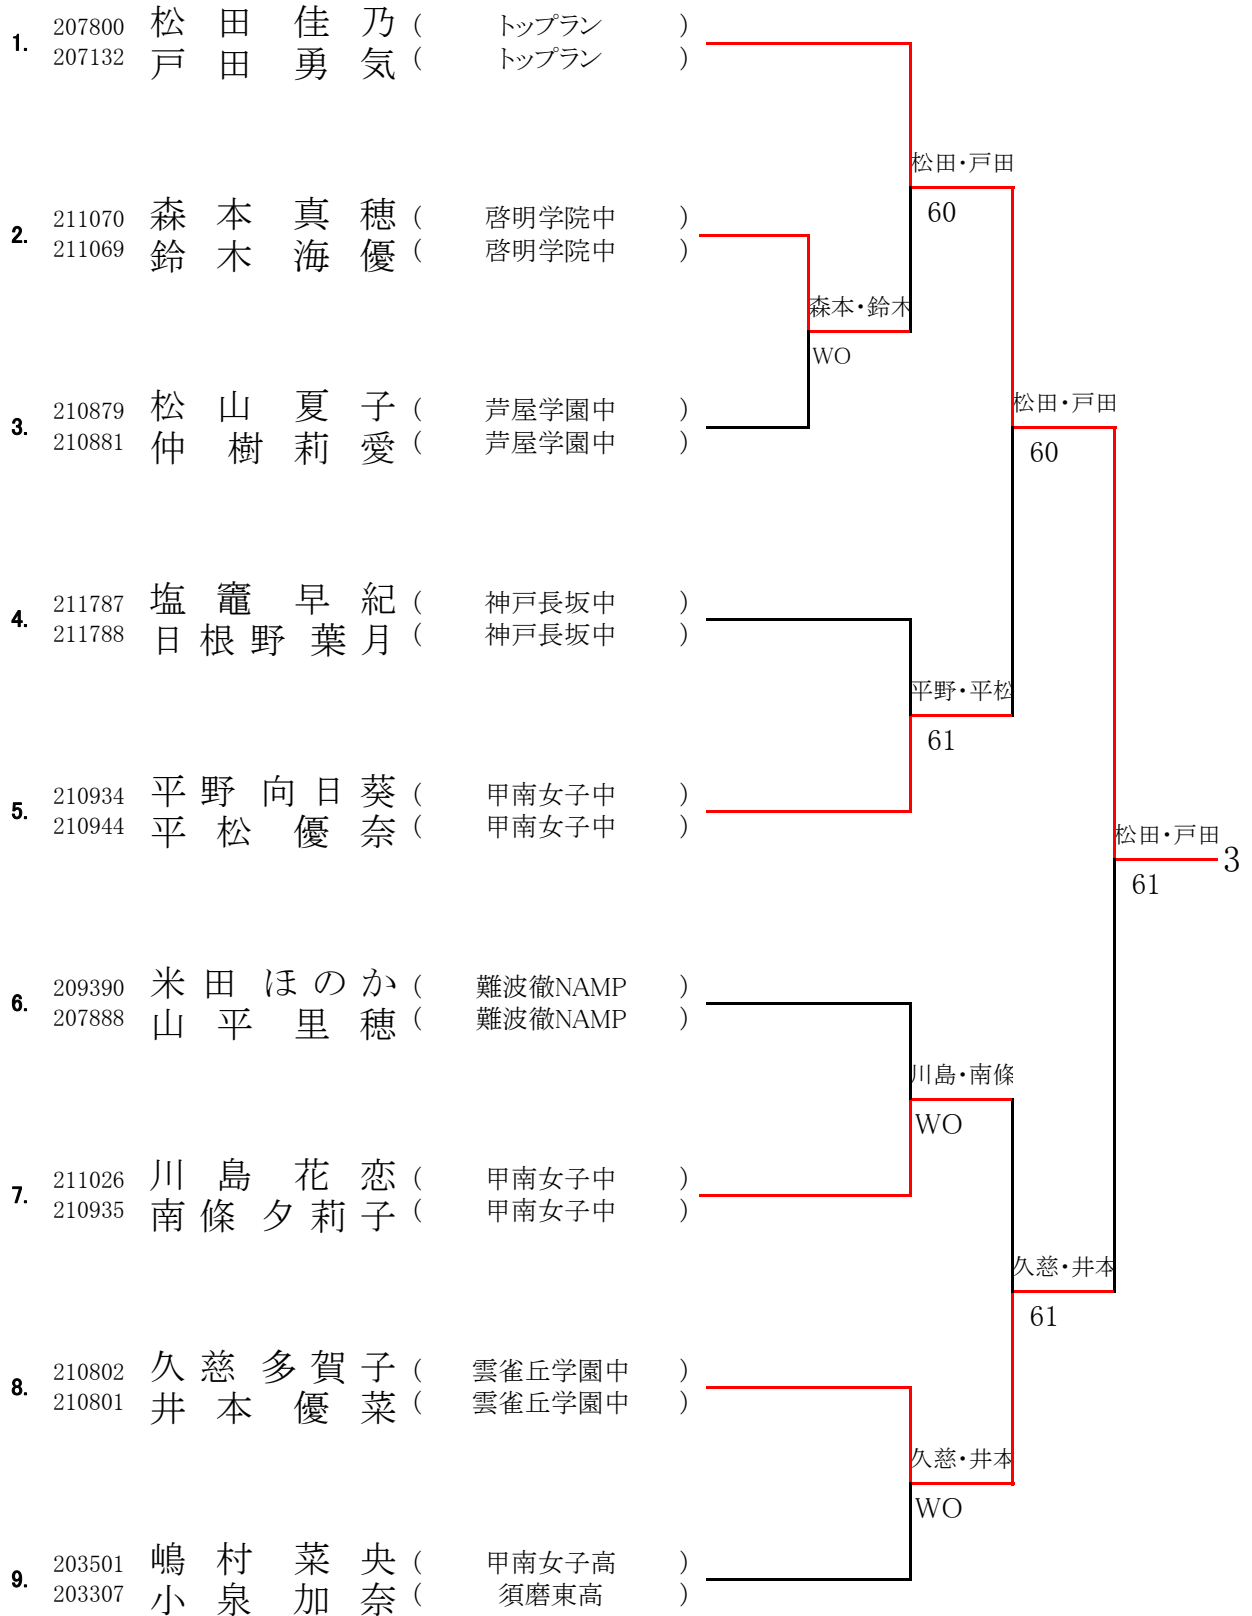 1. 207800 松田 佳乃 ( トップラン )
207132 戸田 勇気 ( トップラン )
松田・戸田
60
2. 211070 森本 真穂 ( 啓明学院中 )
211069 鈴木 海優 ( 啓明学院中 )
森本・鈴木
WO
3. 210879 松山 夏子 ( 芦屋学園中 )
210881 仲 樹莉愛 ( 芦屋学園中 )
松田・戸田
60
4. 211787 塩竈 早紀 ( 神戸長坂中 )
211788 日根野 葉月 ( 神戸長坂中 )
平野・平松
61
5. 210934 平野 向日葵 ( 甲南女子中 )
210944 平松 優奈 ( 甲南女子中 )
松田・戸田
3
61
6. 209390 米田 ほのか ( 難波徹NAMP )
207888 山平 里穂 ( 難波徹NAMP )
川島・南條
WO
7. 211026 川島 花恋 ( 甲南女子中 )
210935 南條 夕莉子 ( 甲南女子中 )
久慈・井本
61
8. 210802 久慈 多賀子 ( 雲雀丘学園中 )
210801 井本 優菜 ( 雲雀丘学園中 )
久慈・井本
WO
9. 203501 嶋村 菜央 ( 甲南女子高 )
203307 小泉 加奈 ( 須磨東高 )